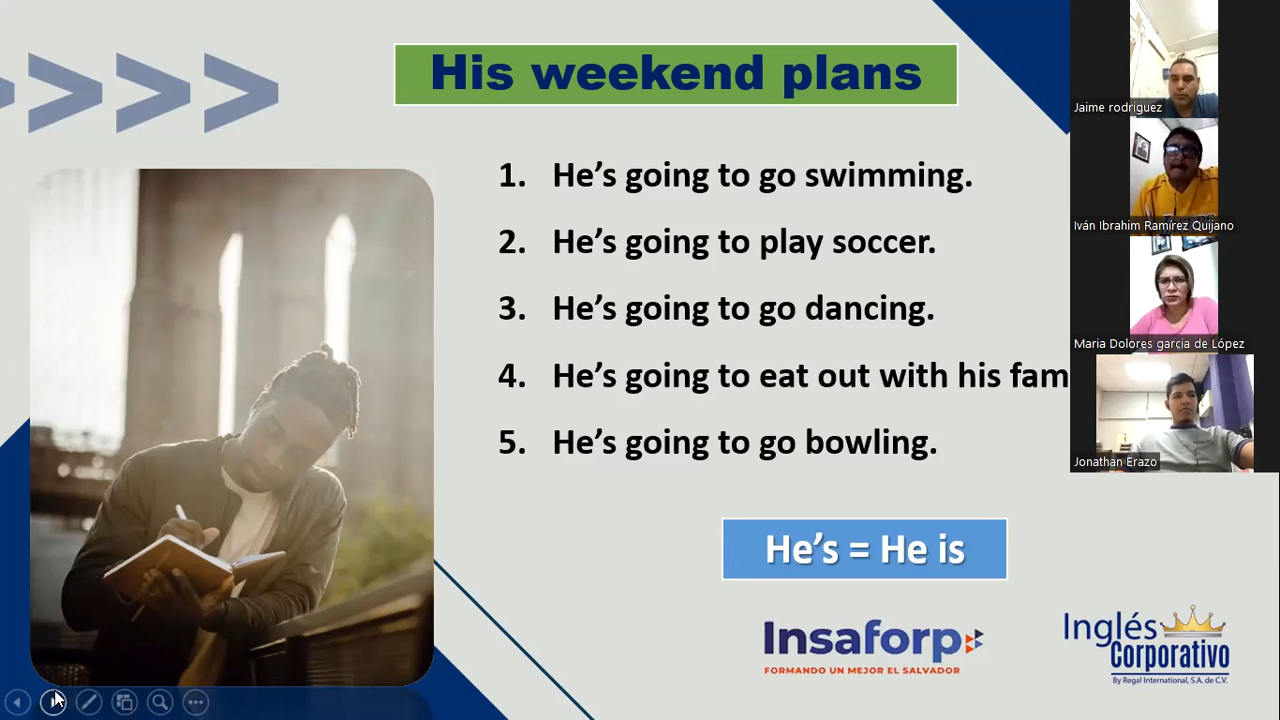 His weekend plans
1. He’s going to go swimming.
2. He’s going to play soccer.
3. He’s going to go dancing.
4. He’s going to eat out with his fam
5. He’s going to go bowling.
He’s = He is
Insaforp
FORMANDO UN MEJOR EL SALVADOR
Inglés
Corporativo
By Regal International, S.A. de C.V.
Jaime rodriguez
Iván Ibrahim Ramírez Quijano
Maria Dolores garcia de López
Jonathan Erazo